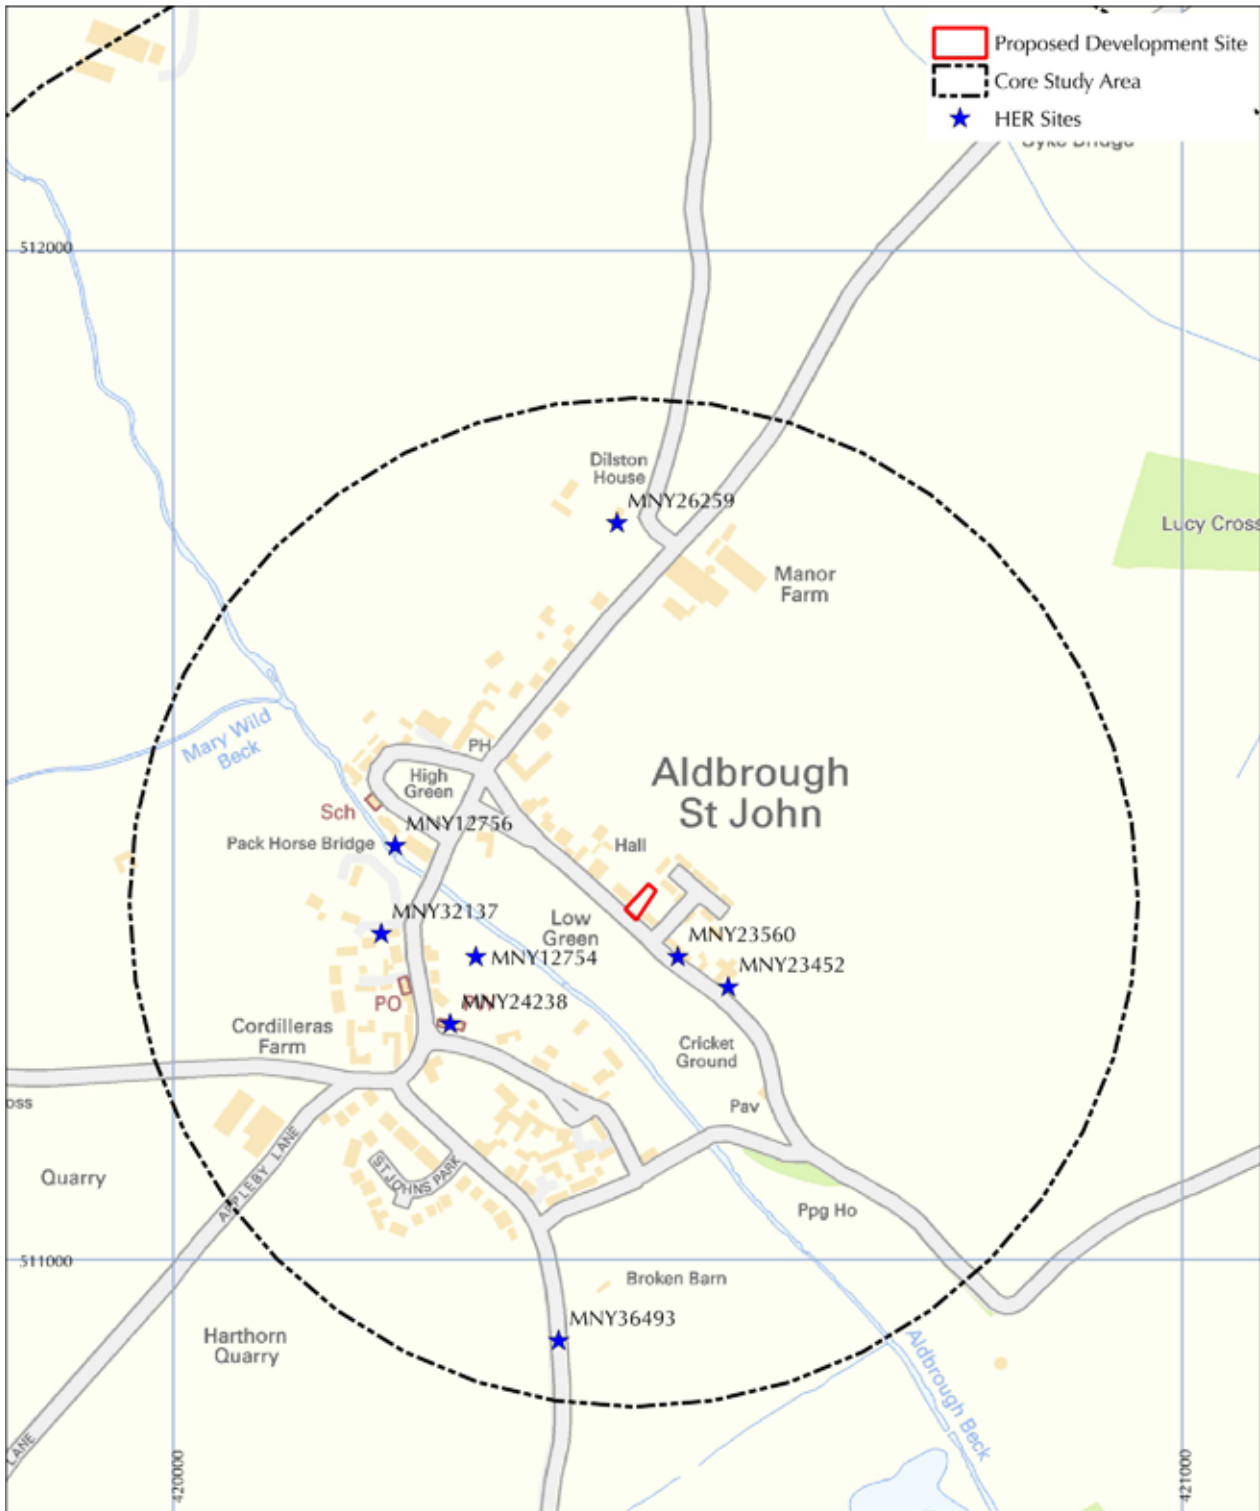 Proposed Development Site
Core Study Area
HER Sites
Syke Bridge
512000
Dilston
House
MNY26259
Lucy Cross
Manor
Farm
Mary Wild
Beck
PH
High
Green
Aldbrough
St John
Sch
MNY12756
Pack Horse Bridge
Hall
MNY32137
Low
Green
MNY23560
MNY12754
MNY23452
PO
MNY24238
Cordilleras
Farm
Cricket
Ground
oss
Pav
APPLEBY LANE
ST JOHNS PARK
Quarry
Ppg Ho
511000
Broken Barn
MNY36493
Harthorn
Quarry
Aldbrough Beck
LANE
420000
421000